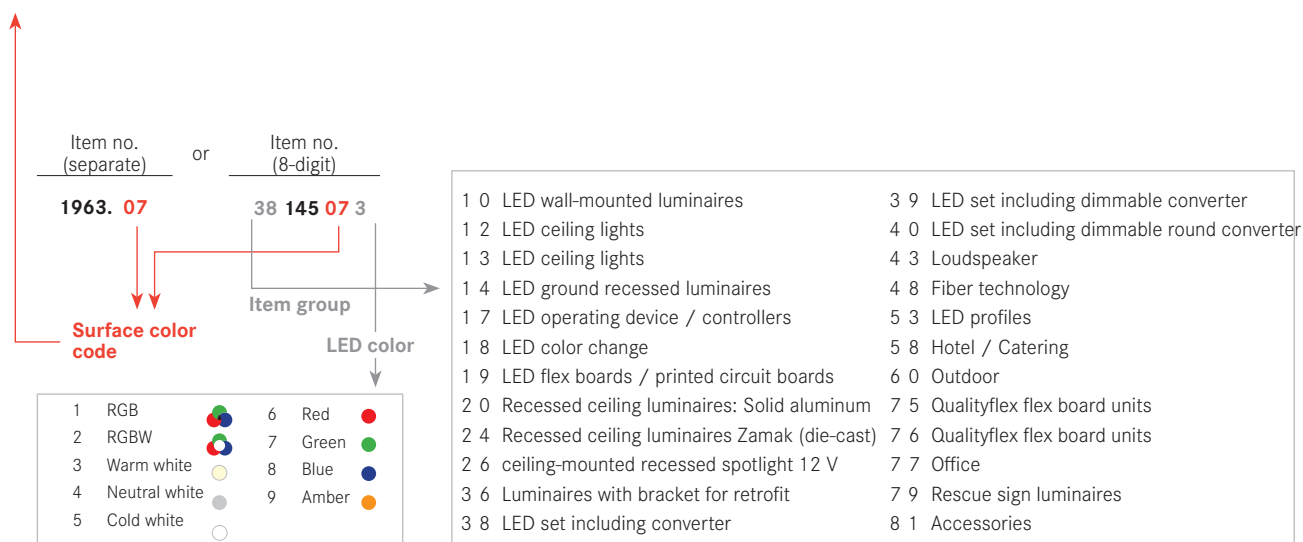 Item no.
(separate)
or
Item no.
(8-digit)
1963. 07
38 145 07 3
Item group
Surface color
code
LED color
1 RGB
2 RGBW
3 Warm white
4 Neutral white
5 Cold white
6 Red
7 Green
8 Blue
9 Amber
1 0 LED wall-mounted luminaires
1 2 LED ceiling lights
1 3 LED ceiling lights
1 4 LED ground recessed luminaires
1 7 LED operating device / controllers
1 8 LED color change
1 9 LED flex boards / printed circuit boards
2 0 Recessed ceiling luminaires: Solid aluminum
2 4 Recessed ceiling luminaires Zamak (die-cast)
2 6 ceiling-mounted recessed spotlight 12 V
3 6 Luminaires with bracket for retrofit
3 8 LED set including converter
3 9 LED set including dimmable converter
4 0 LED set including dimmable round converter
4 3 Loudspeaker
4 8 Fiber technology
5 3 LED profiles
5 8 Hotel / Catering
6 0 Outdoor
7 5 Qualityflex flex board units
7 6 Qualityflex flex board units
7 7 Office
7 9 Rescue sign luminaires
8 1 Accessories